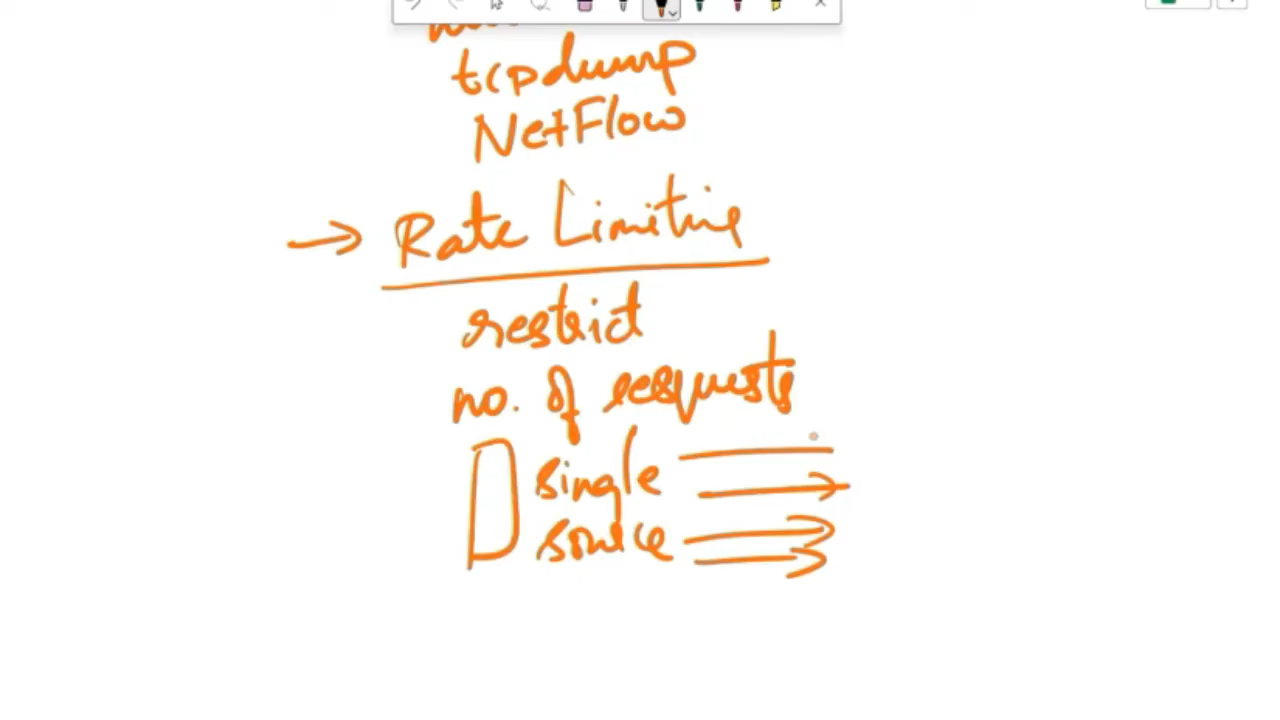 tcpdump
NetFlow
→ Rate Limiting
restrict
no. of requests
single
source